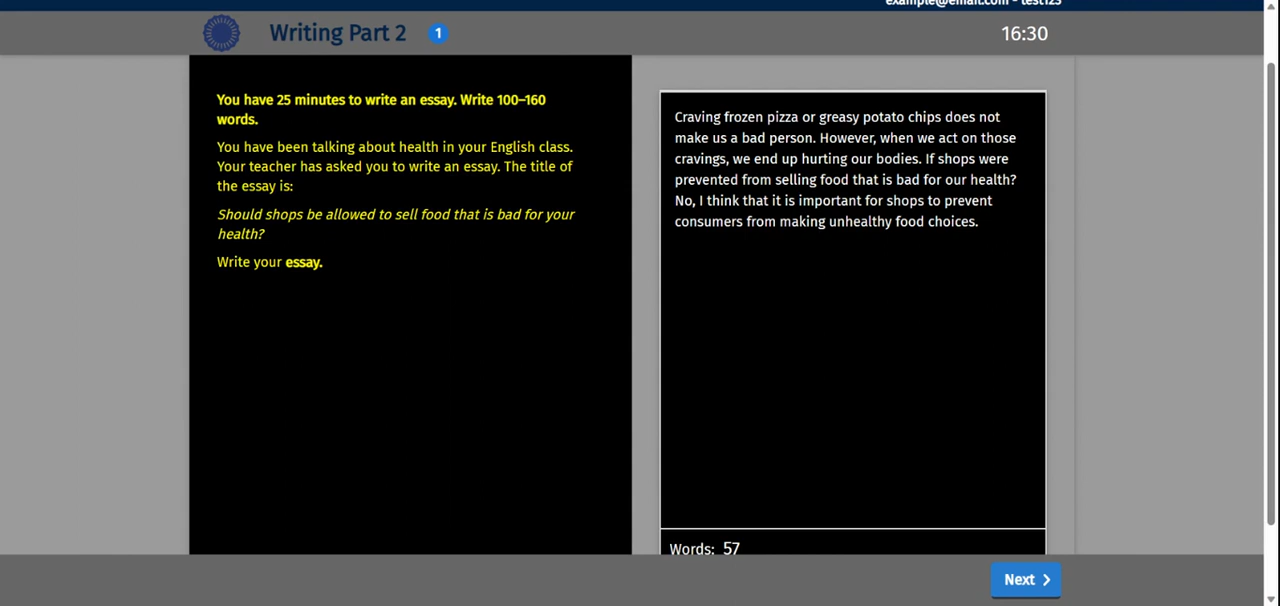 example@email.com - test123
Writing Part 2
1
16:30
You have 25 minutes to write an essay. Write 100–160
words.
You have been talking about health in your English class.
Your teacher has asked you to write an essay. The title of
the essay is:
Should shops be allowed to sell food that is bad for your
health?
Write your essay.
Craving frozen pizza or greasy potato chips does not
make us a bad person. However, when we act on those
cravings, we end up hurting our bodies. If shops were
prevented from selling food that is bad for our health?
No, I think that it is important for shops to prevent
consumers from making unhealthy food choices.
Words: 57
Next